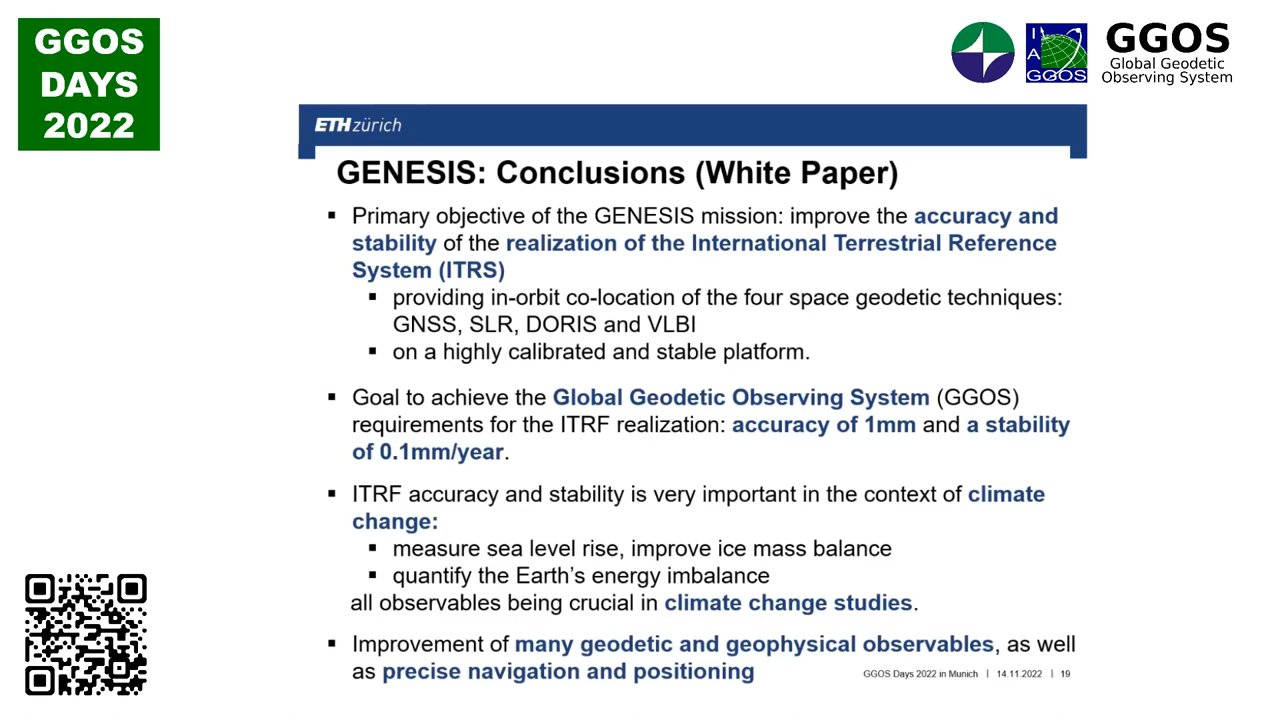 GGOS
DAYS
2022
I
A
G
GGOS
GGOS
Global Geodetic
Observing System
ETH zürich
GENESIS: Conclusions (White Paper)
▪ Primary objective of the GENESIS mission: improve the accuracy and
stability of the realization of the International Terrestrial Reference
System (ITRS)
▪ providing in-orbit co-location of the four space geodetic techniques:
GNSS, SLR, DORIS and VLBI
▪ on a highly calibrated and stable platform.
▪ Goal to achieve the Global Geodetic Observing System (GGOS)
requirements for the ITRF realization: accuracy of 1mm and a stability
of 0.1mm/year.
▪ ITRF accuracy and stability is very important in the context of climate
change:
▪ measure sea level rise, improve ice mass balance
▪ quantify the Earth's energy imbalance
all observables being crucial in climate change studies.
▪ Improvement of many geodetic and geophysical observables, as well
as precise navigation and positioning
GGOS Days 2022 in Munich | 14.11.2022 | 19